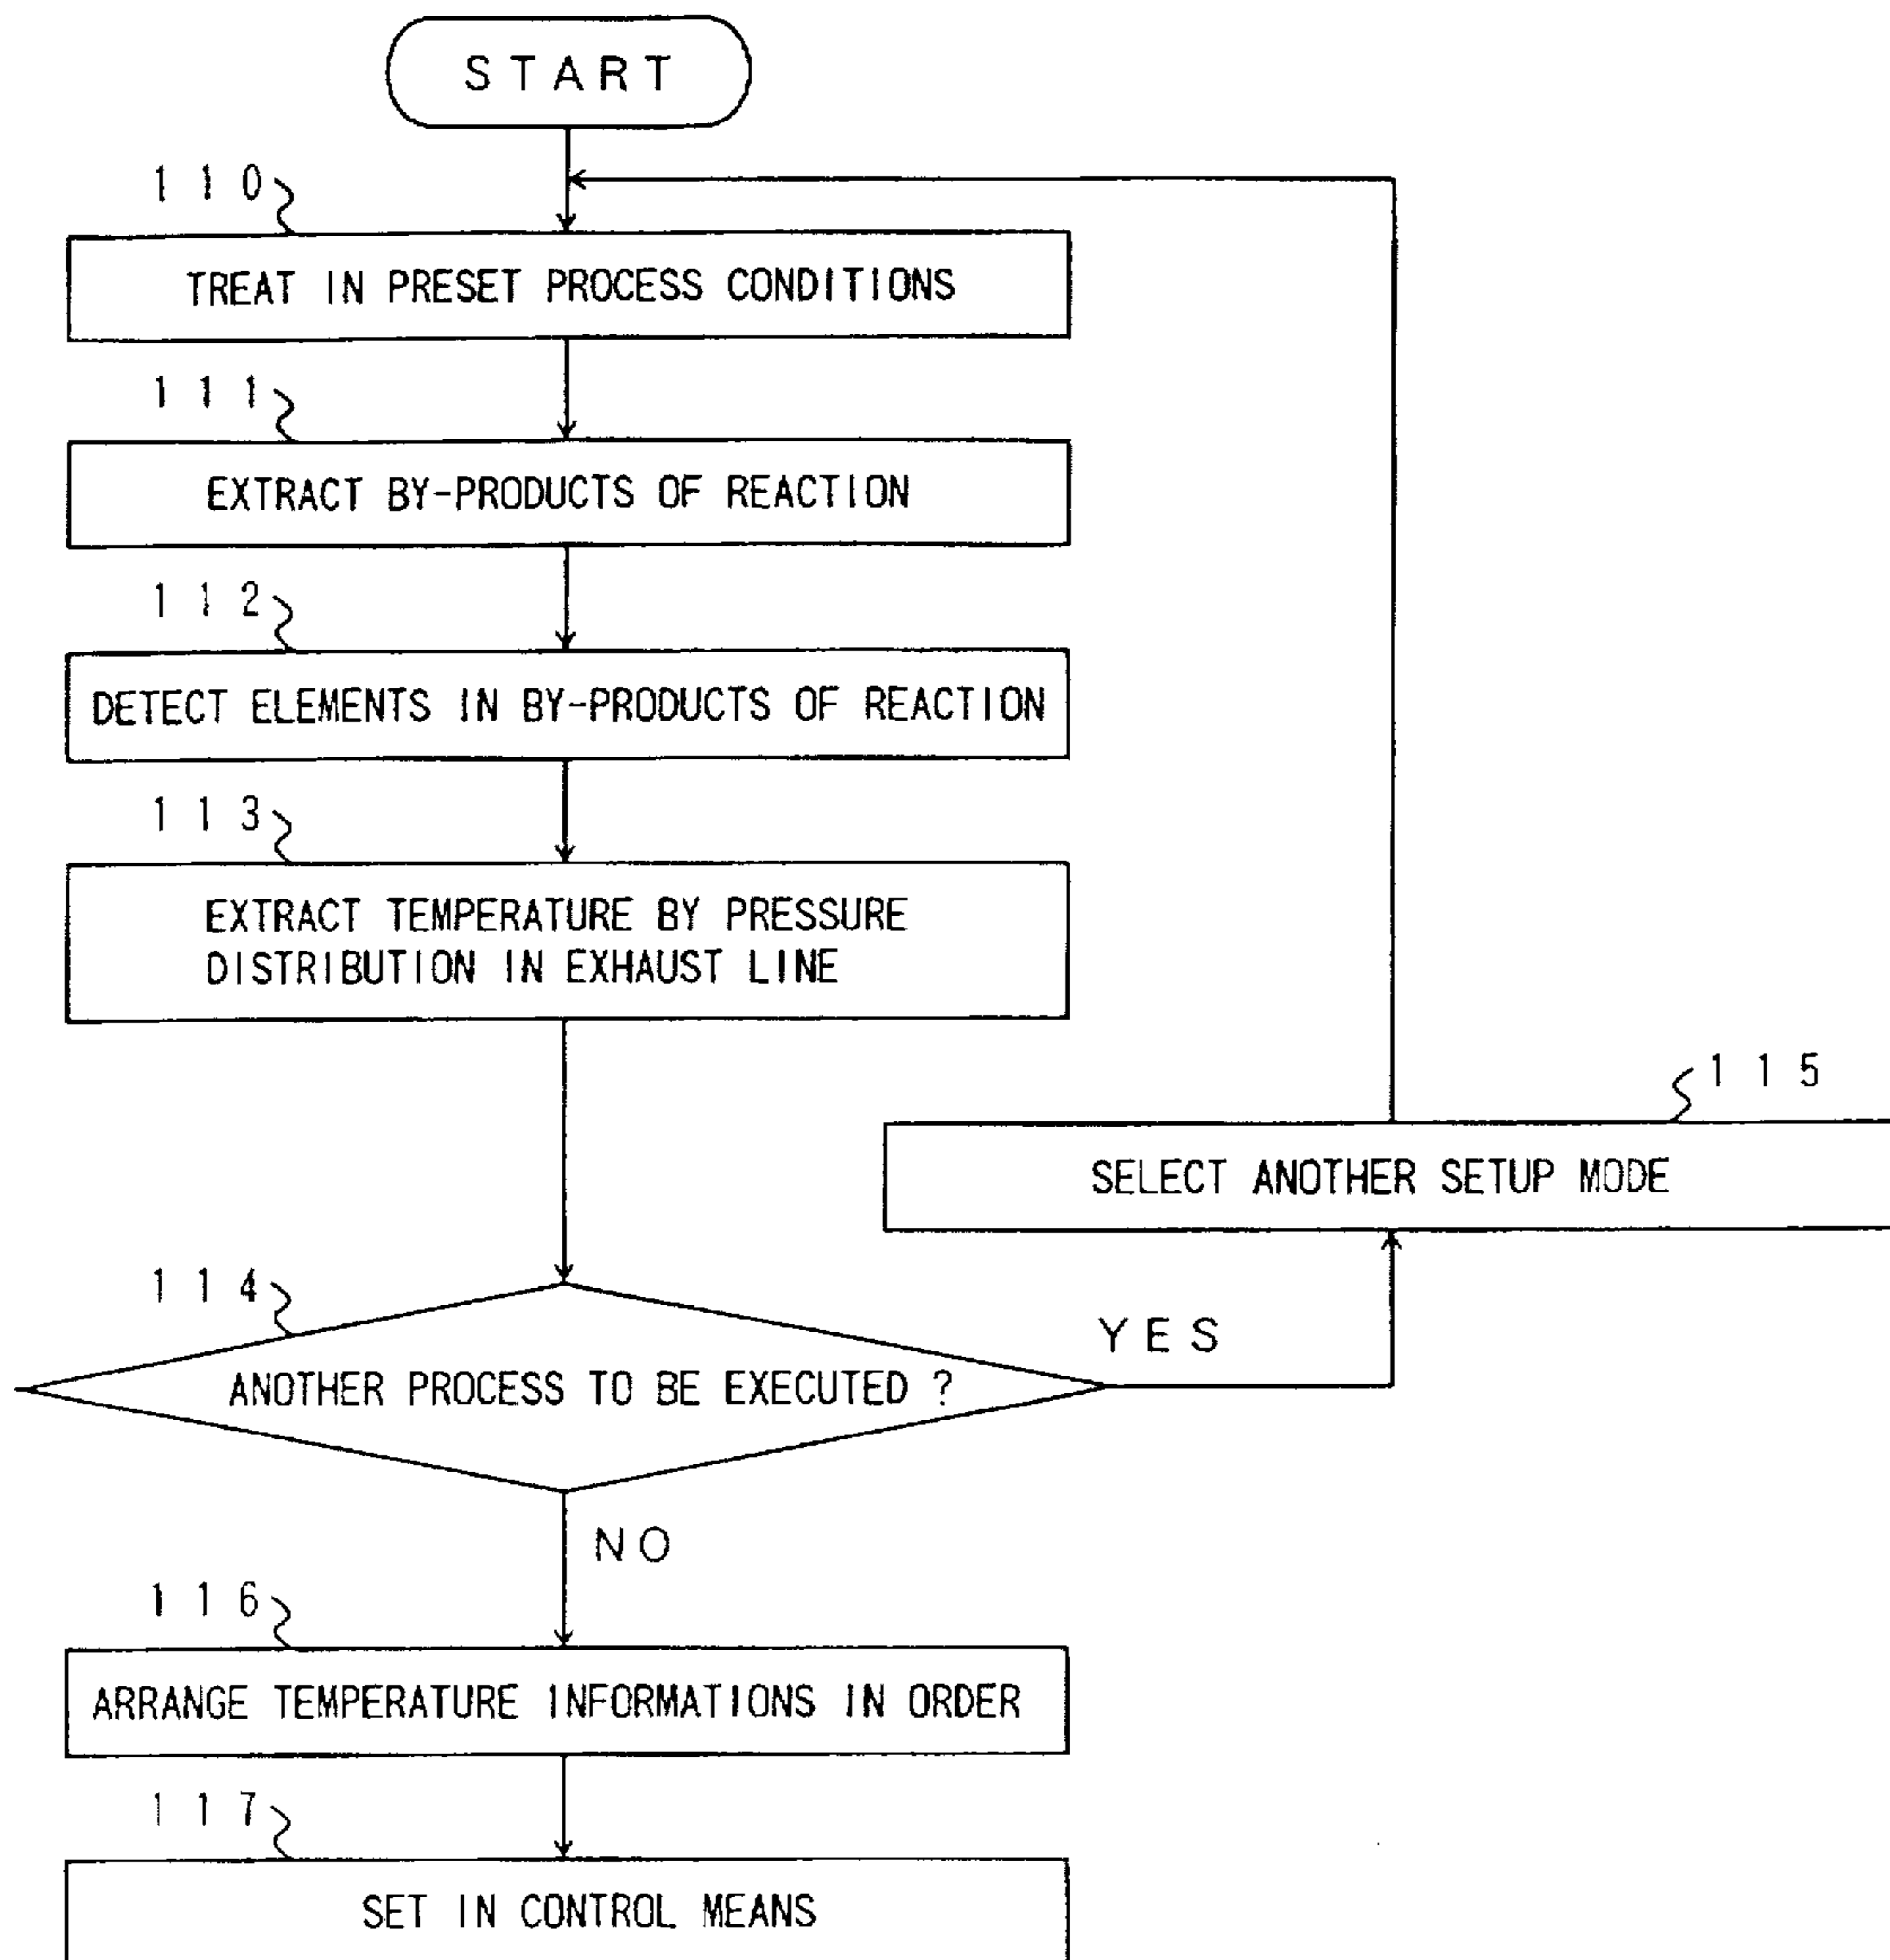 START
110
TREAT IN PRESET PROCESS CONDITIONS
111
EXTRACT BY-PRODUCTS OF REACTION
112
DETECT ELEMENTS IN BY-PRODUCTS OF REACTION
113
EXTRACT TEMPERATURE BY PRESSURE
DISTRIBUTION IN EXHAUST LINE
115
SELECT ANOTHER SETUP MODE
114
ANOTHER PROCESS TO BE EXECUTED ?
YES
NO
116
ARRANGE TEMPERATURE INFORMATIONS IN ORDER
117
SET IN CONTROL MEANS